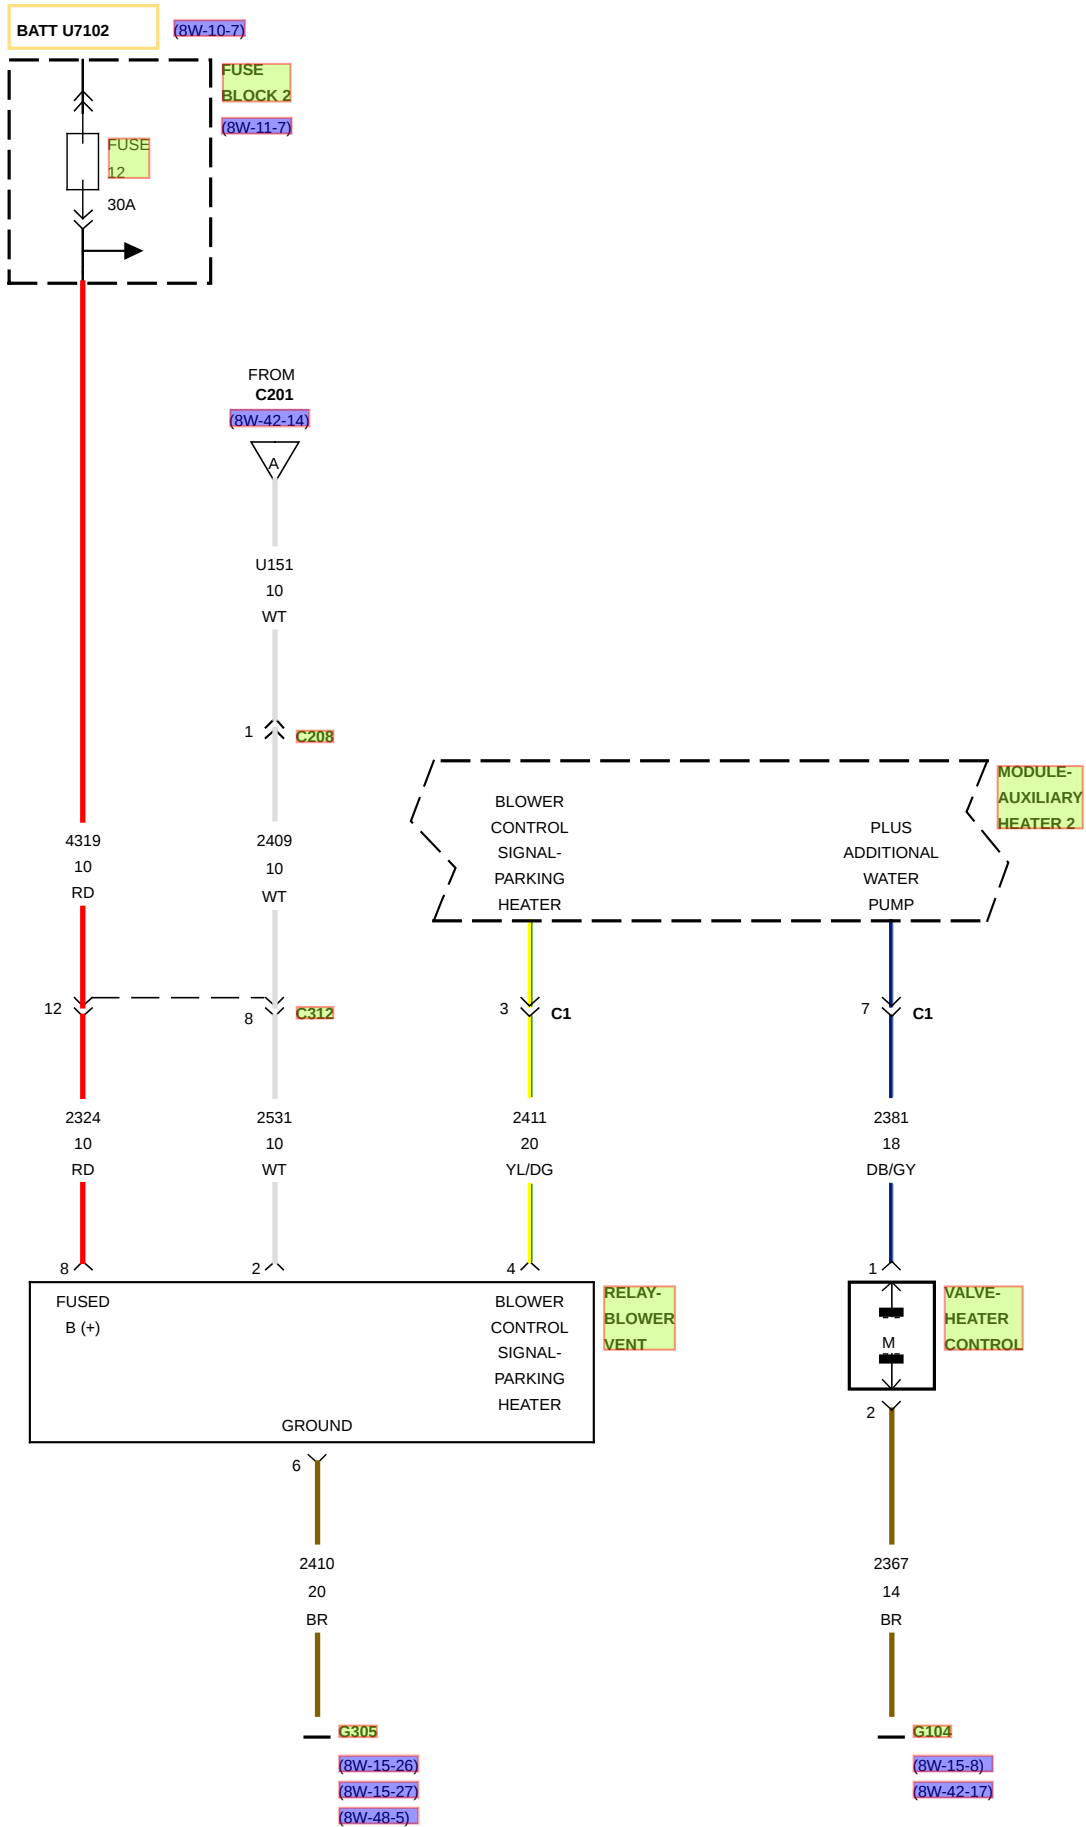 BATT U7102
(8W-10-7)
FUSE
BLOCK 2
(8W-11-7)
FUSE
12
30A
FROM
C201
(8W-42-14)
A
U151
10
WT
1
C208
4319
10
RD
2409
10
WT
BLOWER
CONTROL
SIGNAL-
PARKING
HEATER
PLUS
ADDITIONAL
WATER
PUMP
MODULE-
AUXILIARY
HEATER 2
12
8
C312
3
C1
7
C1
2324
10
RD
2531
10
WT
2411
20
YL/DG
2381
18
DB/GY
8
2
4
1
FUSED
B (+)
BLOWER
CONTROL
SIGNAL-
PARKING
HEATER
GROUND
RELAY-
BLOWER
VENT
M
VALVE-
HEATER
CONTROL
6
2
2410
20
BR
2367
14
BR
G305
(8W-15-26)
(8W-15-27)
(8W-48-5)
G104
(8W-15-8)
(8W-42-17)